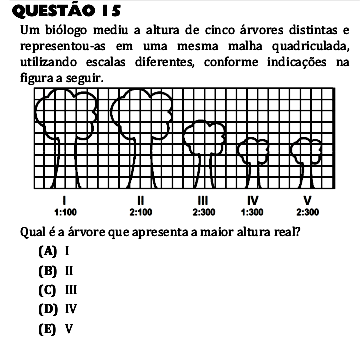 QUESTÃO 15
Um biólogo mediu a altura de cinco árvores distintas e
representou-as em uma mesma malha quadriculada,
utilizando escalas diferentes, conforme indicações na
figura a seguir.
I II III IV V
1:100 2:100 2:300 1:300 2:300
Qual é a árvore que apresenta a maior altura real?
(A) I
(B) II
(C) III
(D) IV
(E) V